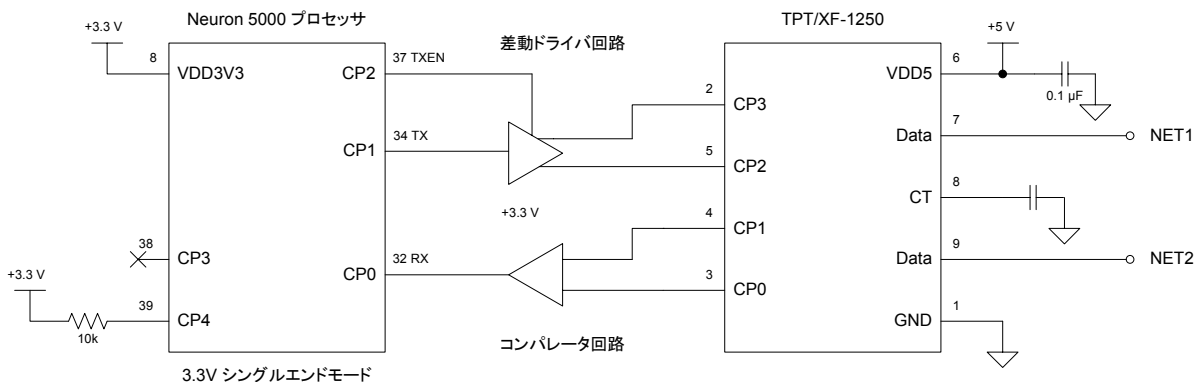 Neuron 5000 プロセッサ
TPT/XF-1250
差動ドライバ回路
+3.3 V
8
VDD3V3
CP2
37 TXEN
CP1
34 TX
38
CP3
CP0
32 RX
+3.3 V
39
CP4
10k
3.3V シングルエンドモード
+3.3 V
コンパレータ回路
2
CP3
5
CP2
4
CP1
3
CP0
+5 V
VDD5
6
0.1 µF
Data
7
NET1
CT
8
Data
9
NET2
GND
1